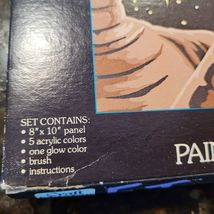 SET CONTAINS:
• 8"x 10" panel
• 5 acrylic colors
one glow color
• brush
• instructions
PAI